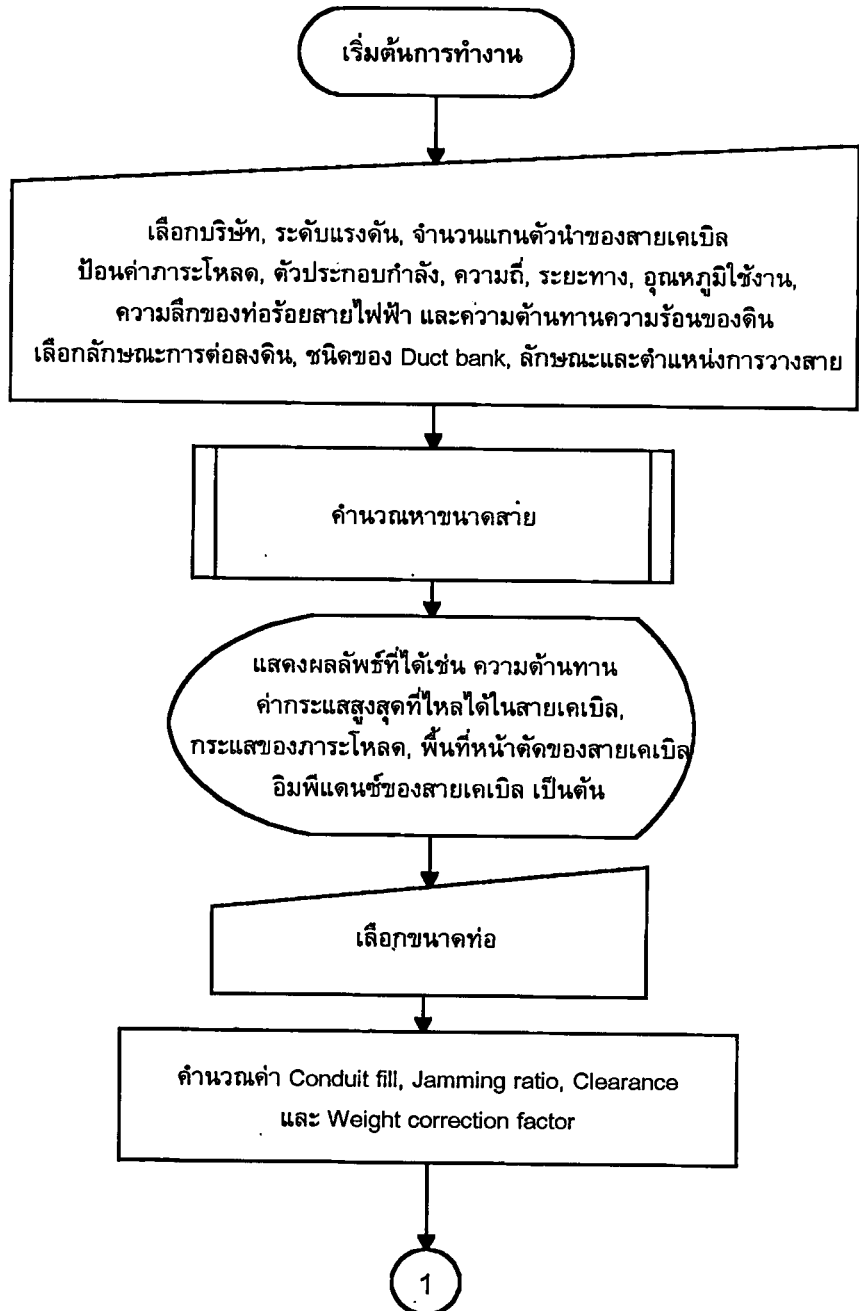 เริ่มต้นการทำงาน
เลือกบริษัท, ระดับแรงดัน, จำนวนแกนตัวนำของสายเคเบิล
ป้อนค่าภาระโหลด, ตัวประกอบกำลัง, ความถี่, ระยะทาง, อุณหภูมิใช้งาน,
ความลึกของท่อร้อยสายไฟฟ้า และความต้านทานความร้อนของดิน
เลือกลักษณะการต่อลงดิน, ชนิดของ Duct bank, ลักษณะและตำแหน่งการวางสาย
คำนวณหาขนาดสาย
แสดงผลลัพธ์ที่ได้เช่น ความต้านทาน
ค่ากระแสสูงสุดที่ไหลได้ในสายเคเบิล,
กระแสของภาระโหลด, พื้นที่หน้าตัดของสายเคเบิล
อิมพีแดนซ์ของสายเคเบิล เป็นต้น
เลือกขนาดท่อ
คำนวณค่า Conduit fill, Jamming ratio, Clearance
และ Weight correction factor
1